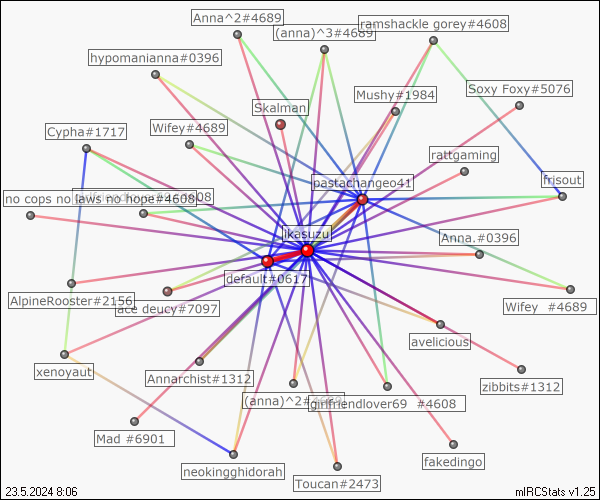 Anna^2#4689
(anna)^3#4689
ramshackle gorey#4608
hypomanianna#0396
Soxy Foxy#5076
Mushy#1984
Skalman
Cypha#1717
Wifey#4689
rattgaming
pastachangeo41
frisout
no cops no laws no hope#4608
ikasuzu
Anna.#0396
default#0617
AlpineRooster#2156
ace deucy#7097
Wifey #4689
avelicious
xenoyaut
Annarchist#1312
zibbits#1312
(anna)^2#4689
girlfriendlover69 #4608
Mad #6901
fakedingo
neokingghidorah
Toucan#2473
23.5.2024 8:06
mIRCStats v1.25